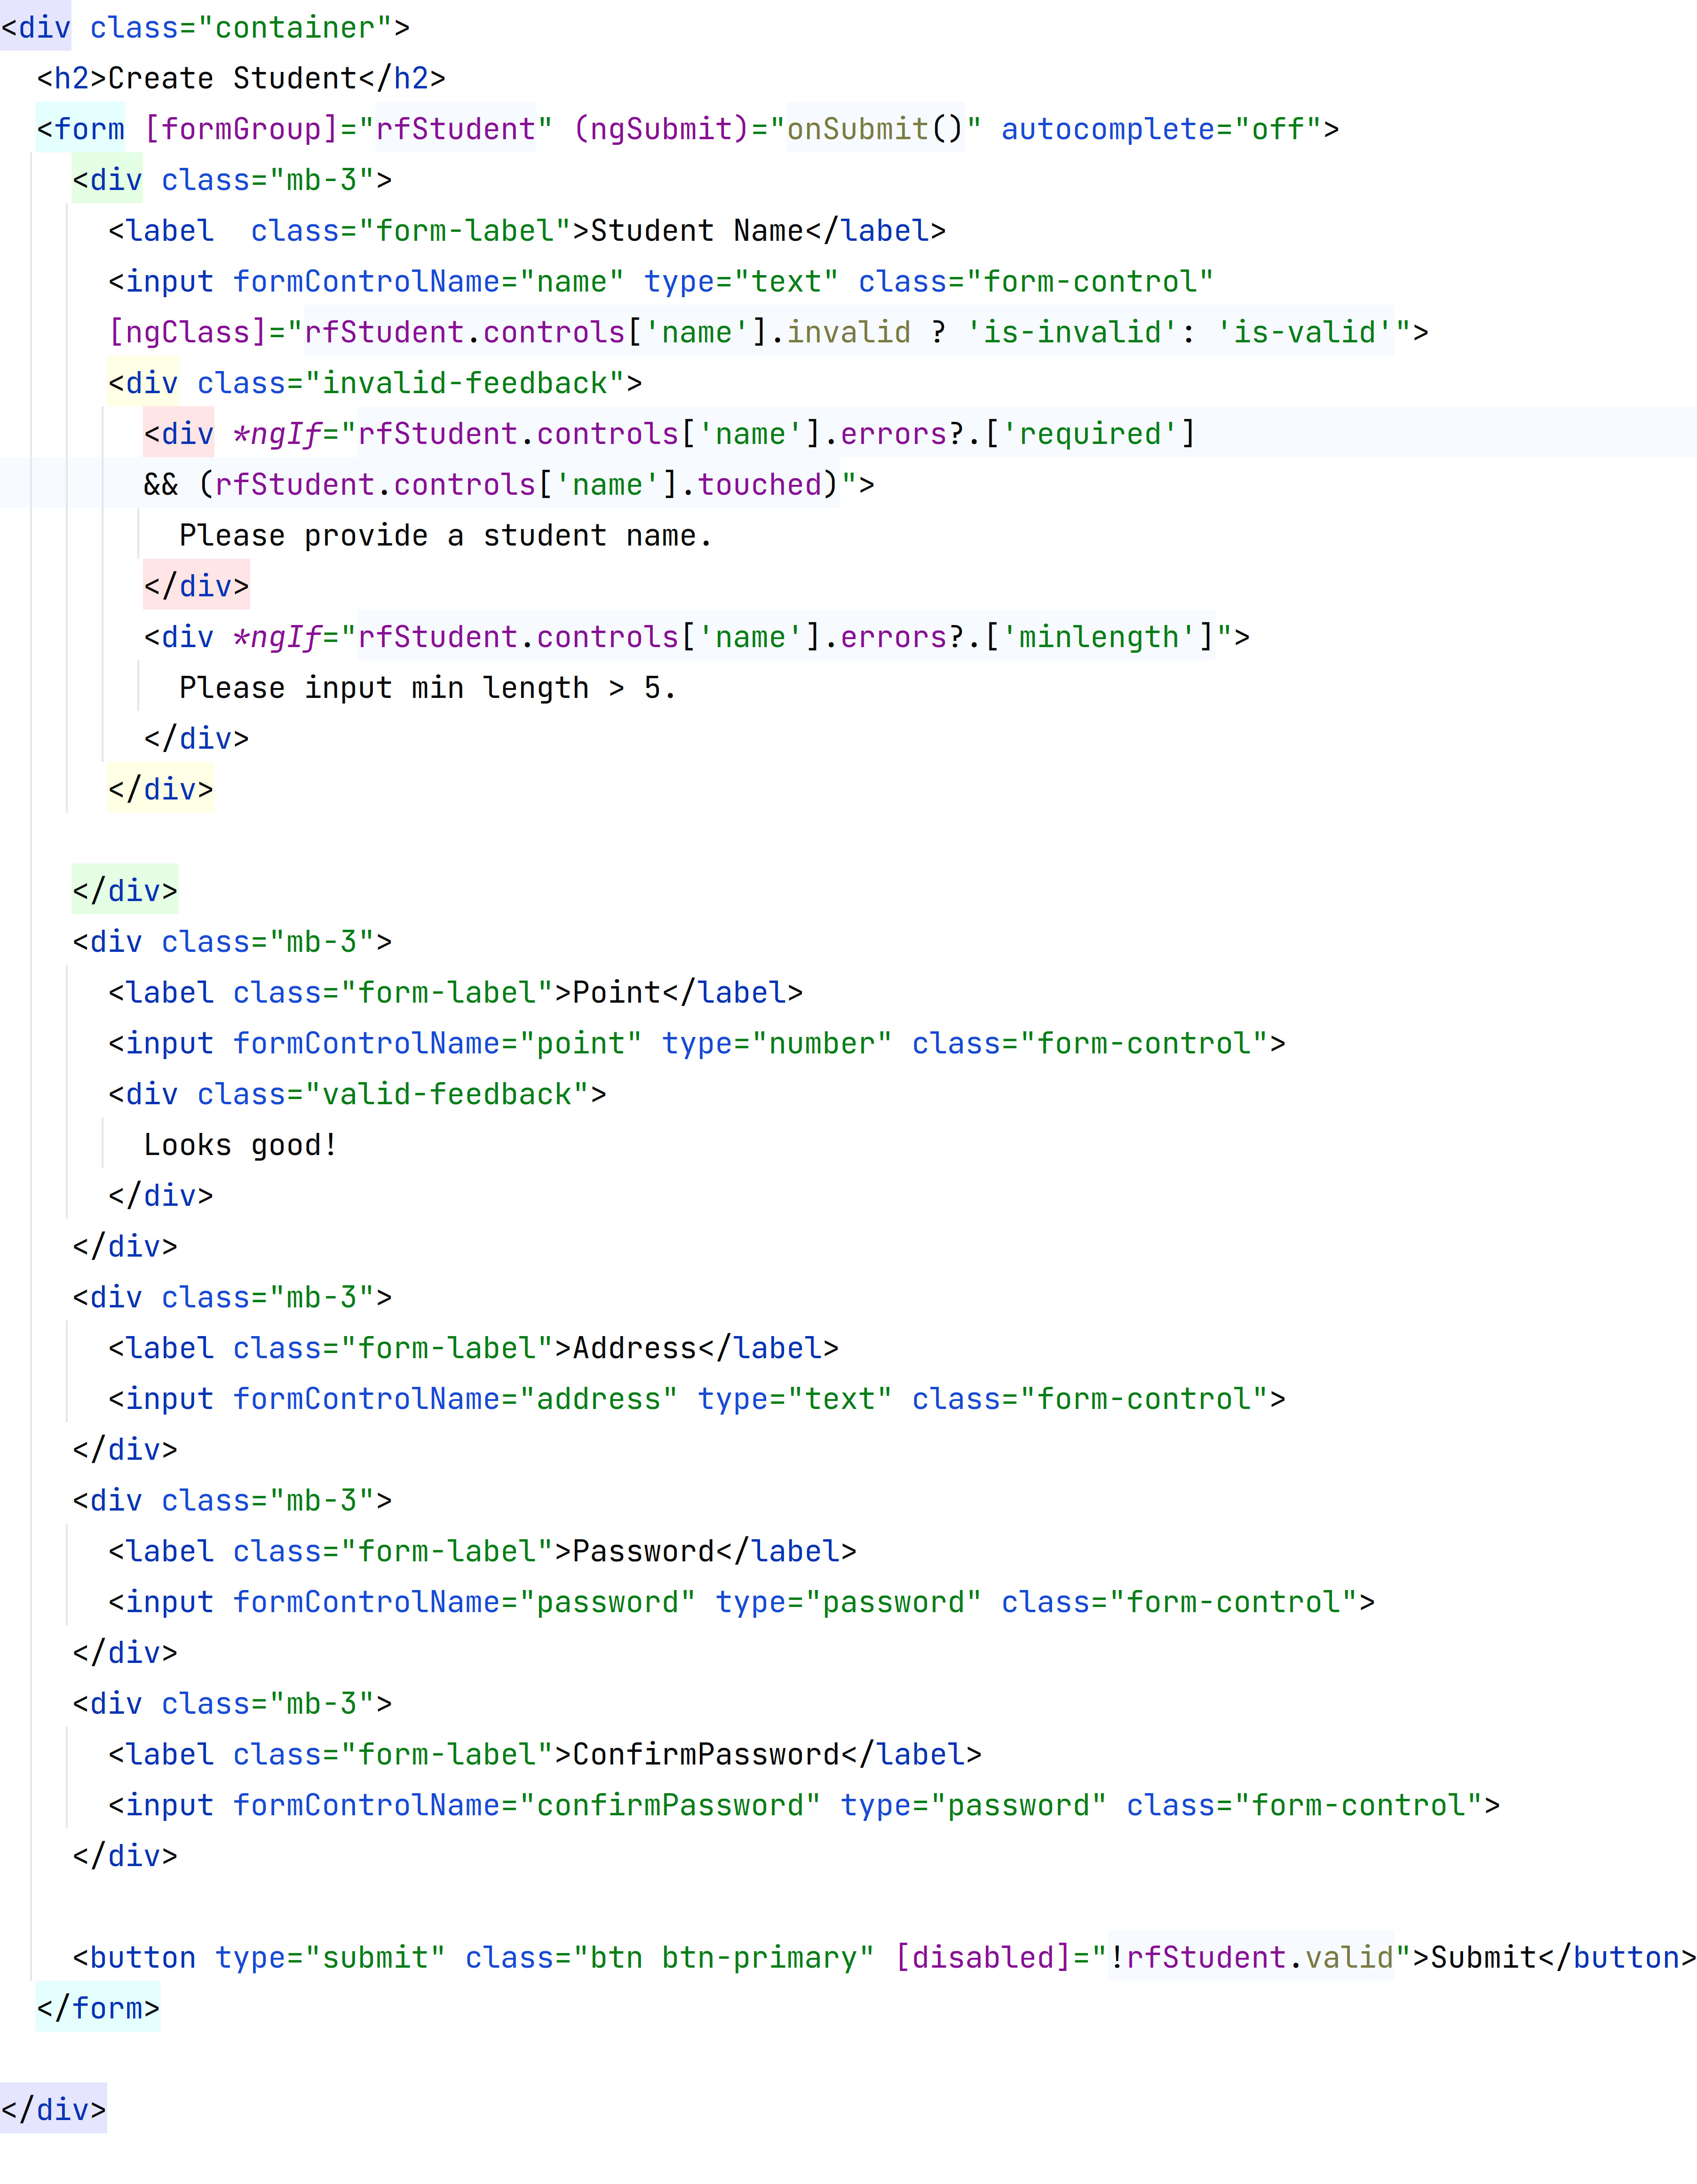 <div class="container">
  <h2>Create Student</h2>
  <form [formGroup]="rfStudent" (ngSubmit)="onSubmit()" autocomplete="off">
    <div class="mb-3">
      <label  class="form-label">Student Name</label>
      <input formControlName="name" type="text" class="form-control"
      [ngClass]="rfStudent.controls['name'].invalid ? 'is-invalid': 'is-valid'">
      <div class="invalid-feedback">
        <div *ngIf="rfStudent.controls['name'].errors?.['required']
        && (rfStudent.controls['name'].touched)">
          Please provide a student name.
        </div>
        <div *ngIf="rfStudent.controls['name'].errors?.['minlength']">
          Please input min length > 5.
        </div>
      </div>

    </div>
    <div class="mb-3">
      <label class="form-label">Point</label>
      <input formControlName="point" type="number" class="form-control">
      <div class="valid-feedback">
        Looks good!
      </div>
    </div>
    <div class="mb-3">
      <label class="form-label">Address</label>
      <input formControlName="address" type="text" class="form-control">
    </div>
    <div class="mb-3">
      <label class="form-label">Password</label>
      <input formControlName="password" type="password" class="form-control">
    </div>
    <div class="mb-3">
      <label class="form-label">ConfirmPassword</label>
      <input formControlName="confirmPassword" type="password" class="form-control">
    </div>

    <button type="submit" class="btn btn-primary" [disabled]="!rfStudent.valid">Submit</button>
  </form>

</div>